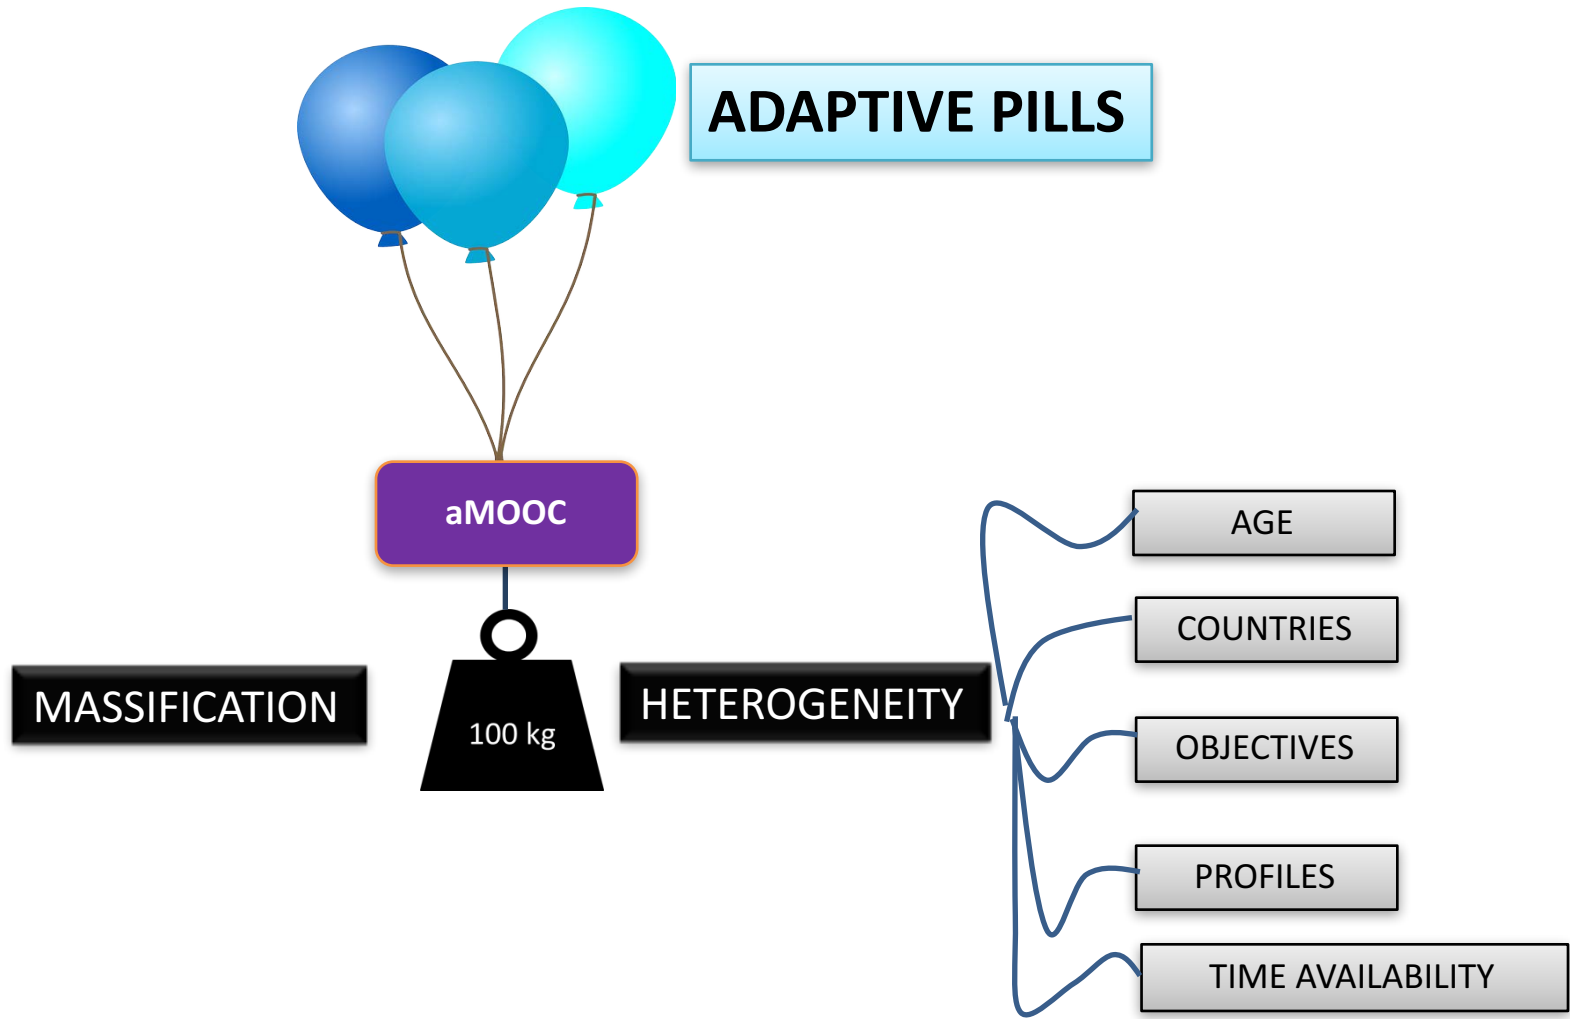 ADAPTIVE PILLS
aMOOC
MASSIFICATION
100 kg
HETEROGENEITY
AGE
COUNTRIES
OBJECTIVES
PROFILES
TIME AVAILABILITY